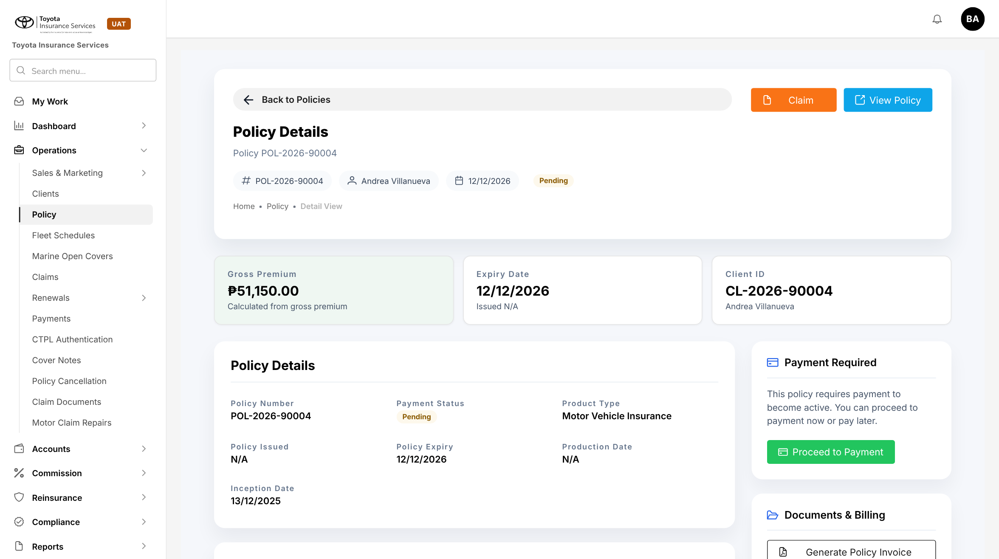 Toyota
Insurance Services
UAT
Toyota Insurance Services
Search menu...
My Work
Dashboard
Operations
Sales & Marketing
Clients
Policy
Fleet Schedules
Marine Open Covers
Claims
Renewals
Payments
CTPL Authentication
Cover Notes
Policy Cancellation
Claim Documents
Motor Claim Repairs
Accounts
Commission
Reinsurance
Compliance
Reports
BA
Back to Policies
Claim
View Policy
Policy Details
Policy POL-2026-90004
POL-2026-90004
Andrea Villanueva
12/12/2026
Pending
Home • Policy • Detail View
Gross Premium
₱51,150.00
Calculated from gross premium
Expiry Date
12/12/2026
Issued N/A
Client ID
CL-2026-90004
Andrea Villanueva
Policy Details
Policy Number
POL-2026-90004
Payment Status
Pending
Product Type
Motor Vehicle Insurance
Policy Issued
N/A
Policy Expiry
12/12/2026
Production Date
N/A
Inception Date
13/12/2025
Payment Required
This policy requires payment to
become active. You can proceed to
payment now or pay later.
Proceed to Payment
Documents & Billing
Generate Policy Invoice